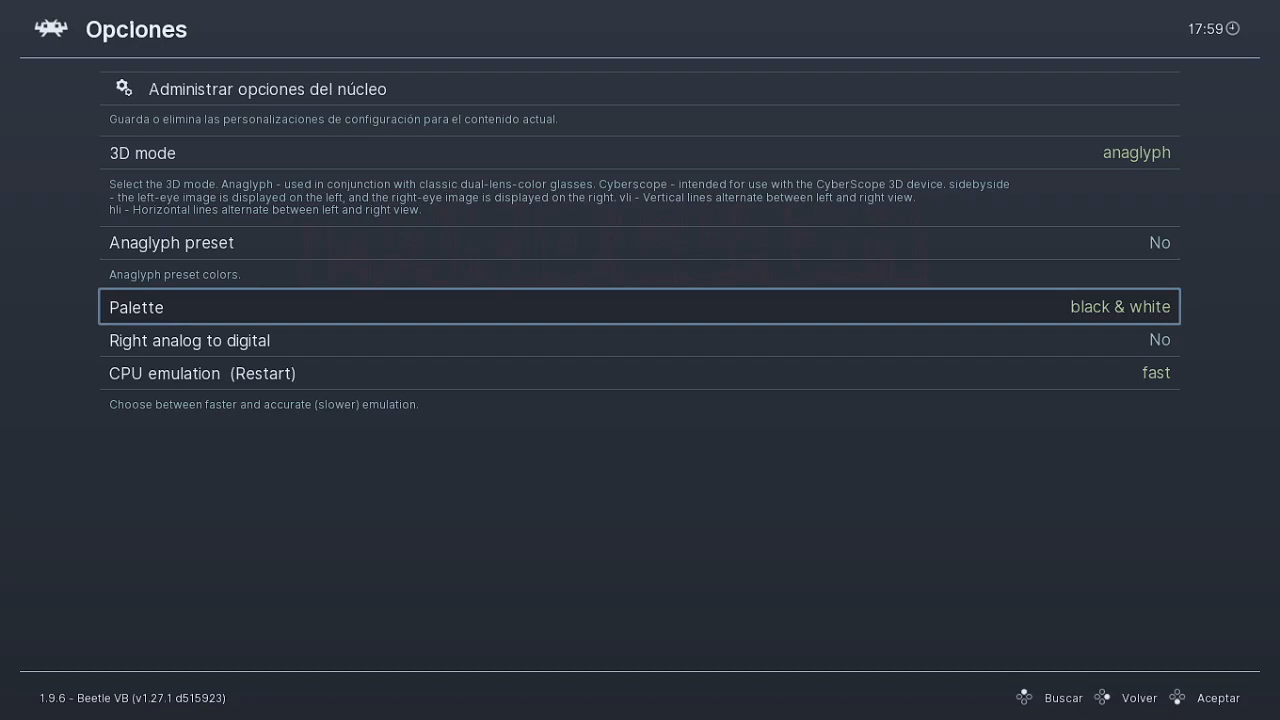 Opciones
17:59
Administrar opciones del núcleo
Guarda o elimina las personalizaciones de configuración para el contenido actual.
3D mode anaglyph
Select the 3D mode. Anaglyph - used in conjunction with classic dual-lens-color glasses. Cyberscope - intended for use with the CyberScope 3D device. sidebyside
- the left-eye image is displayed on the left, and the right-eye image is displayed on the right. vli - Vertical lines alternate between left and right view.
hli - Horizontal lines alternate between left and right view.
Anaglyph preset No
Anaglyph preset colors.
Palette black & white
Right analog to digital No
CPU emulation (Restart) fast
Choose between faster and accurate (slower) emulation.
1.9.6 - Beetle VB (v1.27.1 d515923)
Buscar Volver Aceptar